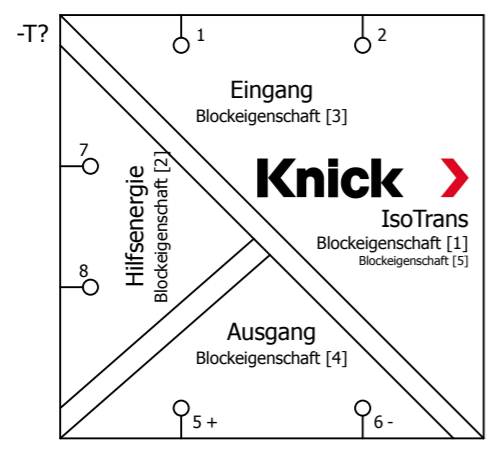 -T?
1
2
Eingang
Blockeigenschaft [3]
Knick
IsoTrans
Blockeigenschaft [1]
Blockeigenschaft [5]
7
8
Hilfsenergie
Blockeigenschaft [2]
Ausgang
Blockeigenschaft [4]
5 +
6 -